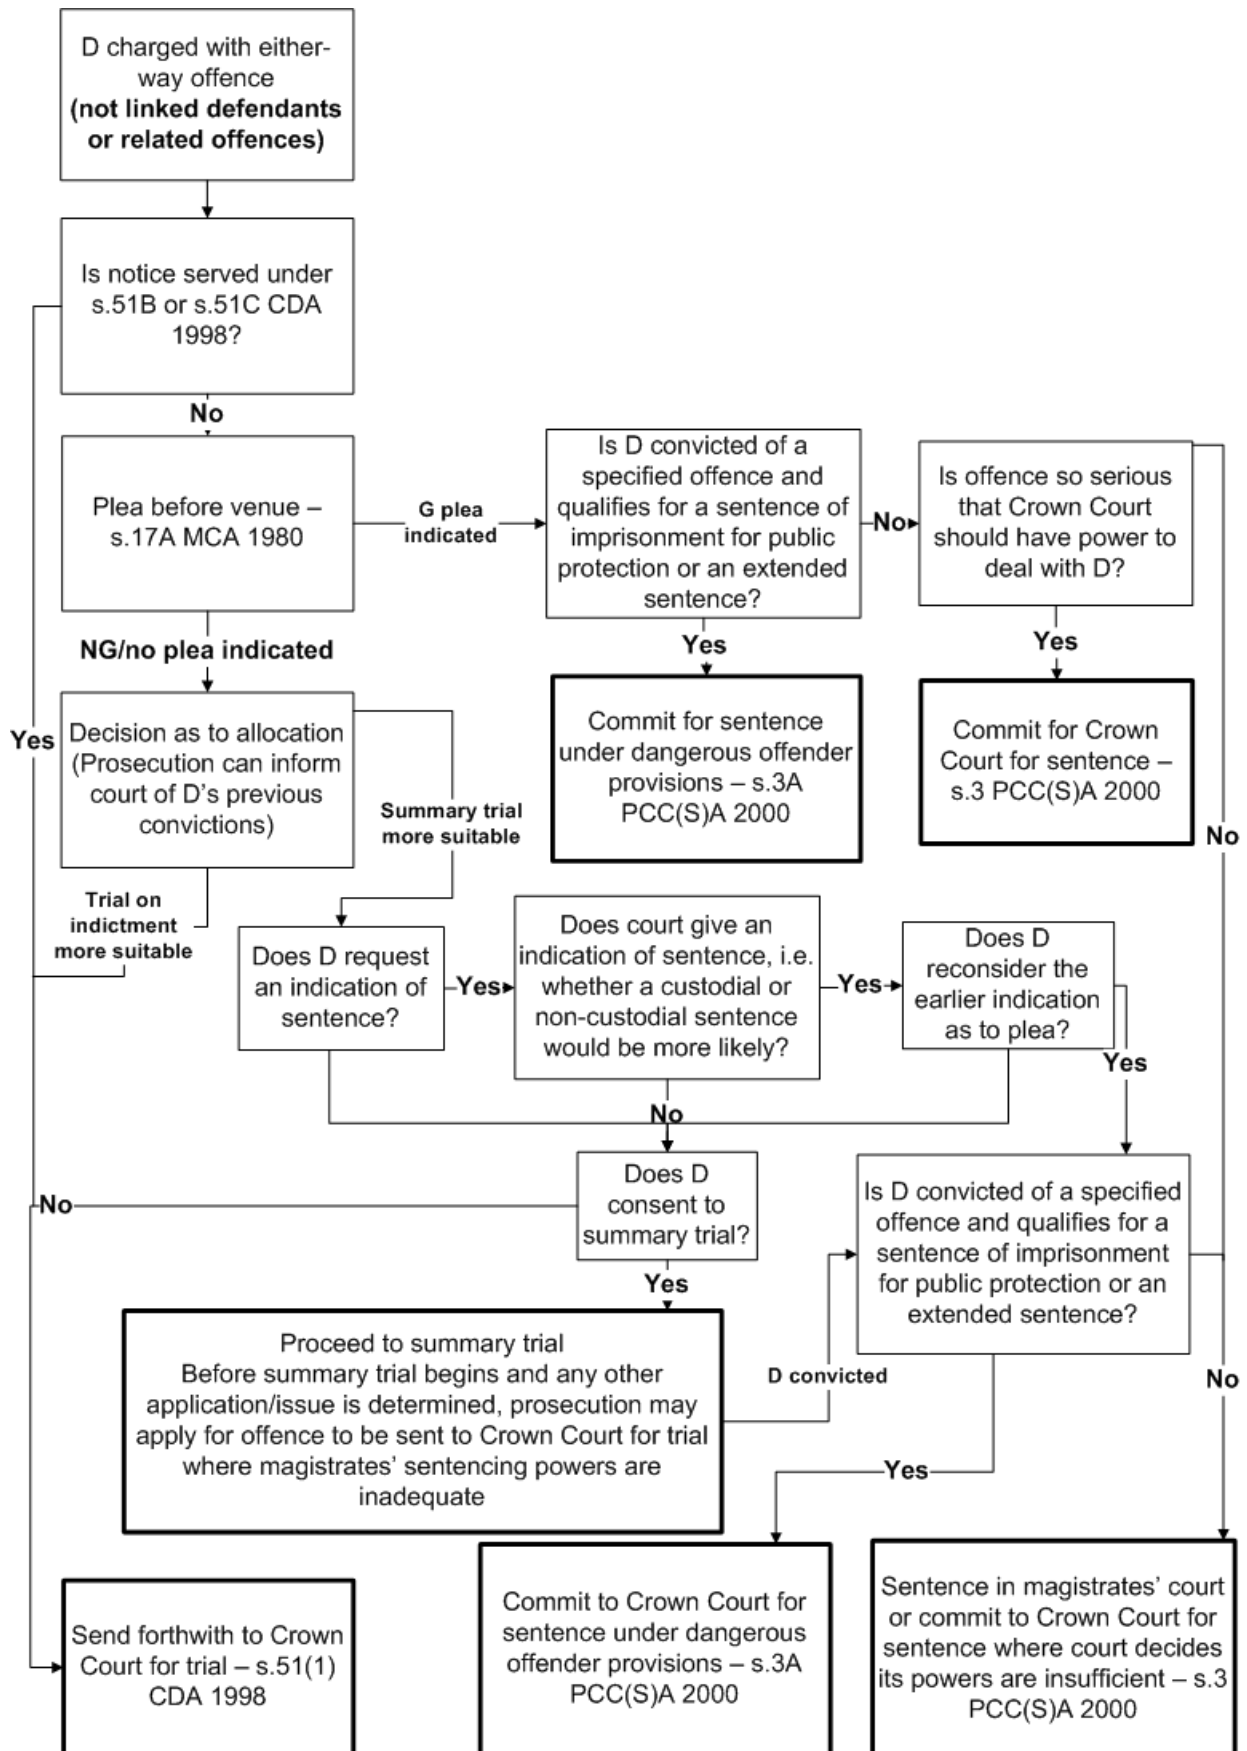 D charged with either-
way offence
(not linked defendants
or related offences)
Is notice served under
s.51B or s.51C CDA
1998?
No
Plea before venue –
s.17A MCA 1980
G plea
indicated
Is D convicted of a
specified offence and
qualifies for a sentence of
imprisonment for public
protection or an extended
sentence?
No
Is offence so serious
that Crown Court
should have power to
deal with D?
Yes
Yes
NG/no plea indicated
Commit for sentence
under dangerous offender
provisions – s.3A
PCC(S)A 2000
Commit for Crown
Court for sentence –
s.3 PCC(S)A 2000
Yes
Decision as to allocation
(Prosecution can inform
court of D's previous
convictions)
Summary trial
more suitable
No
Trial on
indictment
more suitable
Does D request
an indication of
sentence?
Yes
Does court give an
indication of sentence, i.e.
whether a custodial or
non-custodial sentence
would be more likely?
Yes
Does D
reconsider the
earlier indication
as to plea?
Yes
No
Does D
consent to
summary trial?
No
Yes
Is D convicted of a specified
offence and qualifies for a
sentence of imprisonment
for public protection or an
extended sentence?
Proceed to summary trial
Before summary trial begins and any other
application/issue is determined, prosecution may
apply for offence to be sent to Crown Court for trial
where magistrates' sentencing powers are
inadequate
D convicted
No
Yes
Send forthwith to Crown
Court for trial – s.51(1)
CDA 1998
Commit to Crown Court for
sentence under dangerous
offender provisions – s.3A
PCC(S)A 2000
Sentence in magistrates' court
or commit to Crown Court for
sentence where court decides
its powers are insufficient – s.3
PCC(S)A 2000